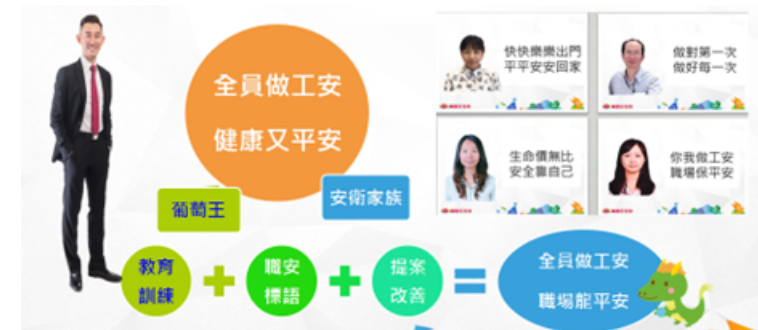 全員做工安
健康又平安
葡萄王
安衛家族
快快樂樂出門
平平安安回家
做對第一次
做好每一次
生命價無比
安全靠自己
你我做工安
職場保平安
教育
訓練
+
職安
標語
+
提案
改善
=
全員做工安
職場龍平安